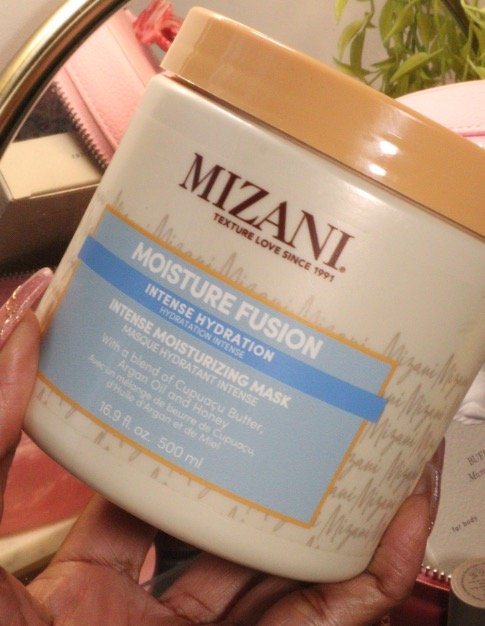 MIZANI®
TEXTURE LOVE SINCE 1991
MOISTURE FUSION
INTENSE HYDRATION
HYDRATATION INTENSE
INTENSE MOISTURIZING MASK
MASQUE HYDRATANT INTENSE
With a blend of Cupuaçu Butter,
Argan Oil and Honey
Avec un mélange de beurre de Cupuaçu,
d'Huile d'Argan et de Miel
16.9 fl. oz. 500 ml
for body